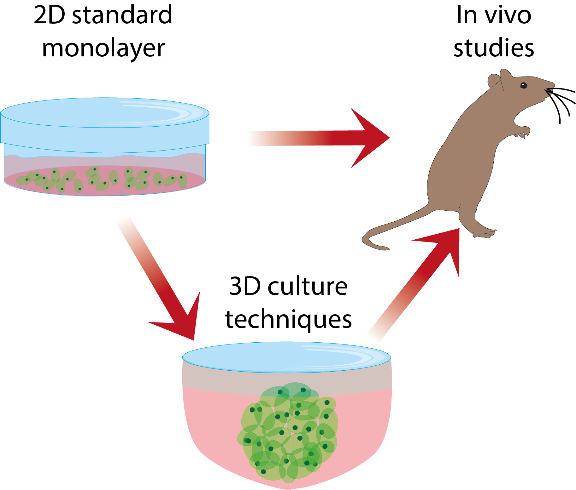 2D standard
monolayer
In vivo
studies
3D culture
techniques